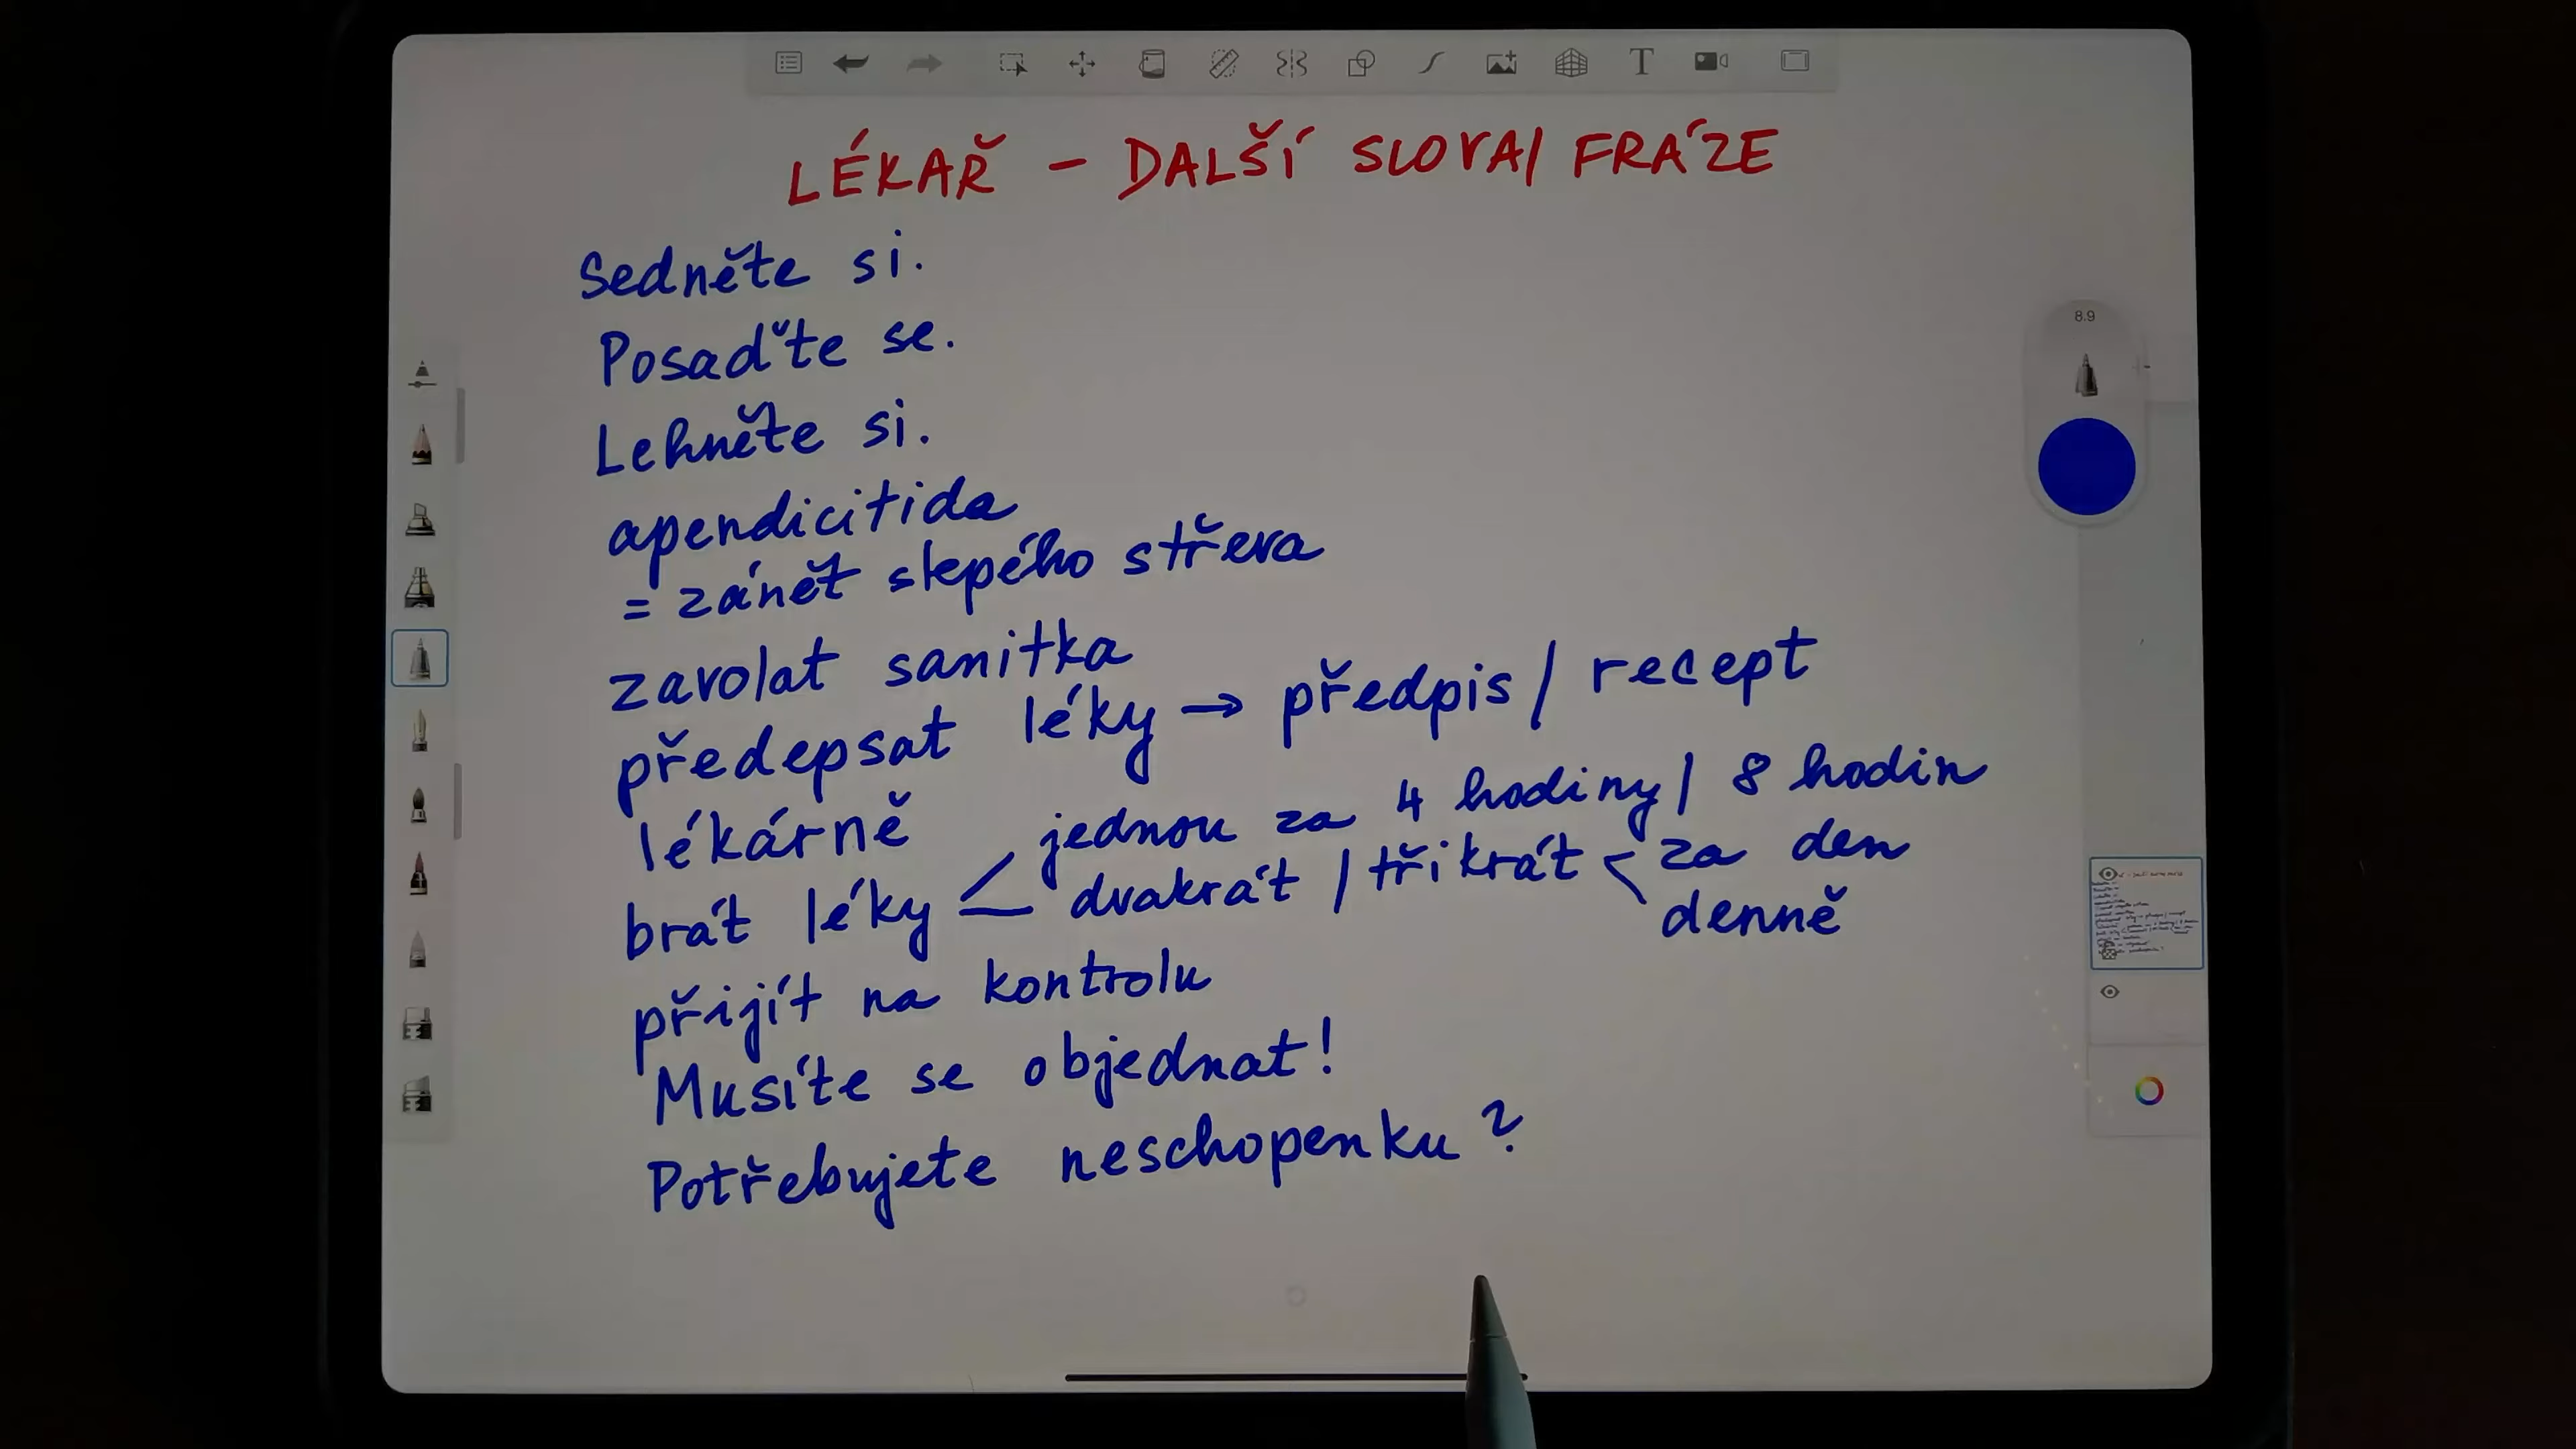 LÉKAŘ - DALŠÍ SLOVA/ FRÁZE
8.9
Sedněte si.
Posaďte se.
Lehněte si.
apendicitida
= zánět slepého střeva
zavolat sanitka
předepsat léky → předpis / recept
lékárně
brát léky < jednou za 4 hodiny / 8 hodin
dvakrát / třikrát < za den
denně
přijít na kontrolu
Musíte se objednat!
Potřebujete neschopenku?